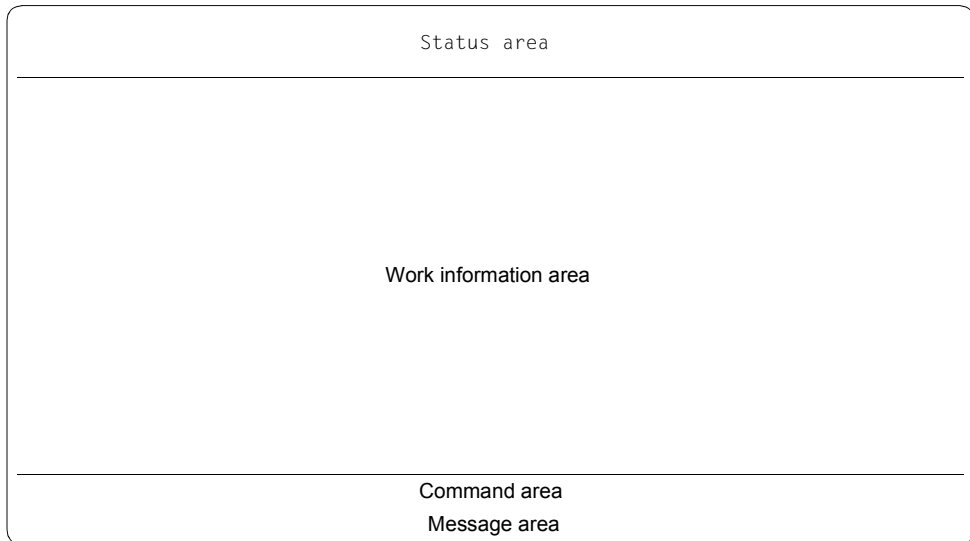 Status area
Work information area
Command area
Message area